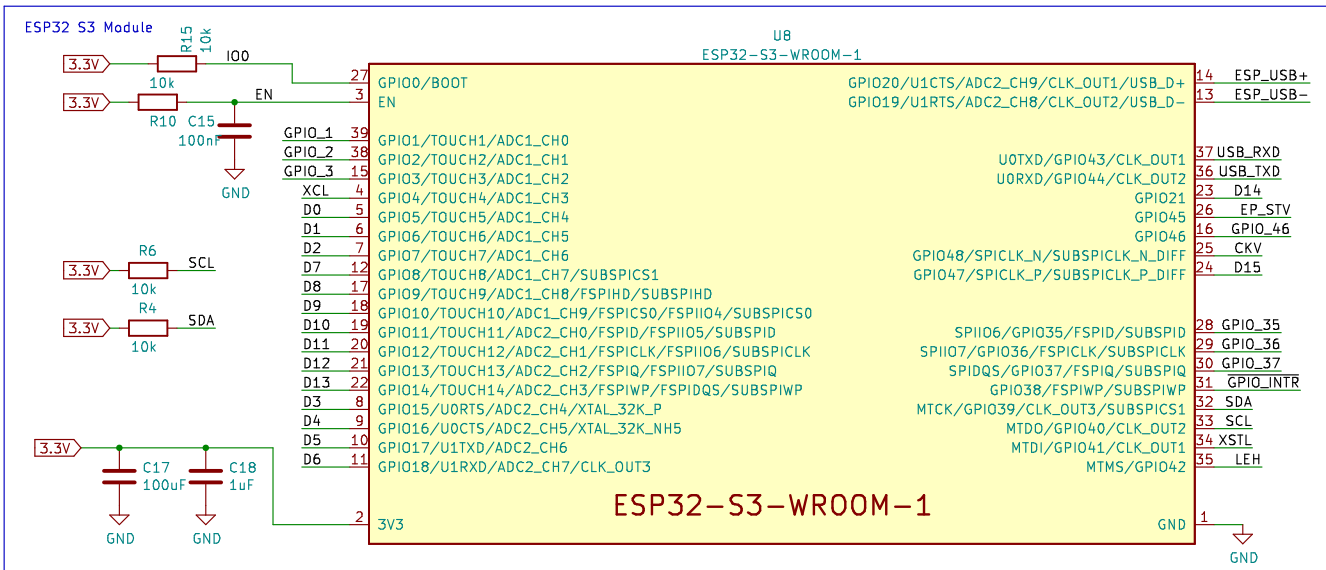 ESP32 S3 Module
R15
10k
3.3V
IO0
10k
3.3V
EN
R10
C15
100nF
GND
R6
3.3V
SCL
10k
R4
3.3V
SDA
10k
3.3V
C17
100uF
C18
1uF
GND
GND
U8
ESP32-S3-WROOM-1
27 GPIO0/BOOT
3 EN
GPIO_1 39 GPIO1/TOUCH1/ADC1_CH0
GPIO_2 38 GPIO2/TOUCH2/ADC1_CH1
GPIO_3 15 GPIO3/TOUCH3/ADC1_CH2
XCL 4 GPIO4/TOUCH4/ADC1_CH3
D0 5 GPIO5/TOUCH5/ADC1_CH4
D1 6 GPIO6/TOUCH6/ADC1_CH5
D2 7 GPIO7/TOUCH7/ADC1_CH6
D7 12 GPIO8/TOUCH8/ADC1_CH7/SUBSPICS1
D8 17 GPIO9/TOUCH9/ADC1_CH8/FSPIHD/SUBSPIHD
D9 18 GPIO10/TOUCH10/ADC1_CH9/FSPICS0/FSPIIO4/SUBSPICS0
D10 19 GPIO11/TOUCH11/ADC2_CH0/FSPID/FSPIIO5/SUBSPID
D11 20 GPIO12/TOUCH12/ADC2_CH1/FSPICLK/FSPIIO6/SUBSPICLK
D12 21 GPIO13/TOUCH13/ADC2_CH2/FSPIQ/FSPIIO7/SUBSPIQ
D13 22 GPIO14/TOUCH14/ADC2_CH3/FSPIWP/FSPIDQS/SUBSPIWP
D3 8 GPIO15/U0RTS/ADC2_CH4/XTAL_32K_P
D4 9 GPIO16/U0CTS/ADC2_CH5/XTAL_32K_NH5
D5 10 GPIO17/U1TXD/ADC2_CH6
D6 11 GPIO18/U1RXD/ADC2_CH7/CLK_OUT3
2 3V3
GPIO20/U1CTS/ADC2_CH9/CLK_OUT1/USB_D+ 14 ESP_USB+
GPIO19/U1RTS/ADC2_CH8/CLK_OUT2/USB_D- 13 ESP_USB-
U0TXD/GPIO43/CLK_OUT1 37 USB_RXD
U0RXD/GPIO44/CLK_OUT2 36 USB_TXD
GPIO21 23 D14
GPIO45 26 EP_STV
GPIO46 16 GPIO_46
GPIO48/SPICLK_N/SUBSPICLK_N_DIFF 25 CKV
GPIO47/SPICLK_P/SUBSPICLK_P_DIFF 24 D15
SPIIO6/GPIO35/FSPID/SUBSPID 28 GPIO_35
SPIIO7/GPIO36/FSPICLK/SUBSPICLK 29 GPIO_36
SPIDQS/GPIO37/FSPIQ/SUBSPIQ 30 GPIO_37
GPIO38/FSPIWP/SUBSPIWP 31 GPIO_INTR
MTCK/GPIO39/CLK_OUT3/SUBSPICS1 32 SDA
MTDO/GPIO40/CLK_OUT2 33 SCL
MTDI/GPIO41/CLK_OUT1 34 XSTL
MTMS/GPIO42 35 LEH
ESP32-S3-WROOM-1
GND 1
GND